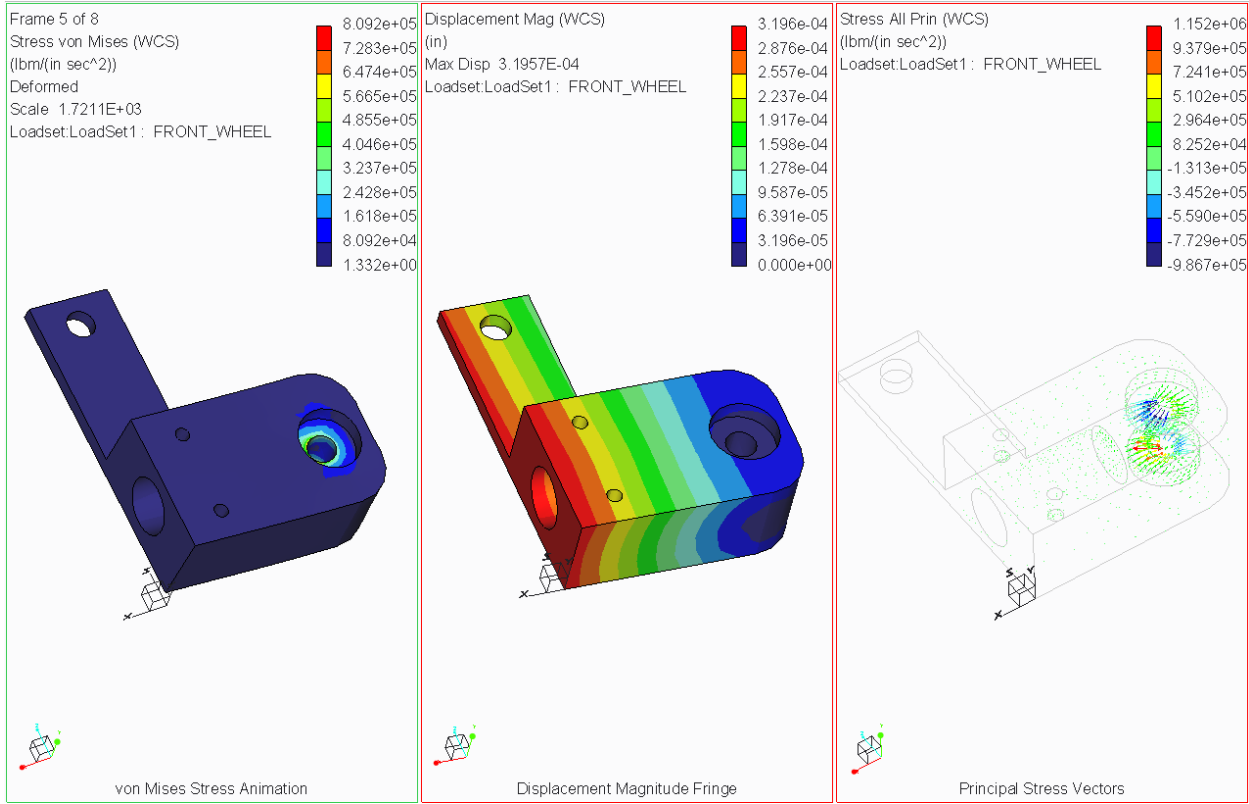 Frame 5 of 8
Stress von Mises (WCS)
(lbm/(in sec^2))
Deformed
Scale 1.7211E+03
Loadset:LoadSet1 : FRONT_WHEEL
8.092e+05
7.283e+05
6.474e+05
5.665e+05
4.855e+05
4.046e+05
3.237e+05
2.428e+05
1.618e+05
8.092e+04
1.332e+00
von Mises Stress Animation
Displacement Mag (WCS)
(in)
Max Disp 3.1957E-04
Loadset:LoadSet1 : FRONT_WHEEL
3.196e-04
2.876e-04
2.557e-04
2.237e-04
1.917e-04
1.598e-04
1.278e-04
9.587e-05
6.391e-05
3.196e-05
0.000e+00
Displacement Magnitude Fringe
Stress All Prin (WCS)
(lbm/(in sec^2))
Loadset:LoadSet1 : FRONT_WHEEL
1.152e+06
9.379e+05
7.241e+05
5.102e+05
2.964e+05
8.252e+04
-1.313e+05
-3.452e+05
-5.590e+05
-7.729e+05
-9.867e+05
Principal Stress Vectors